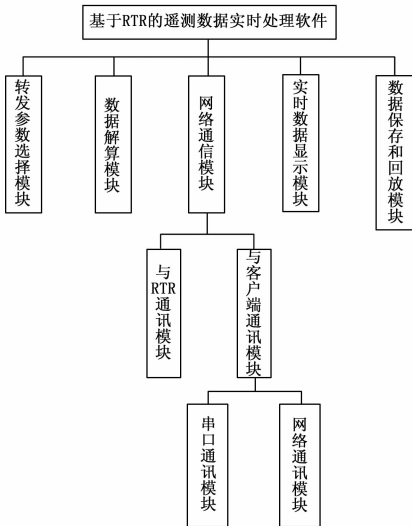 基于RTR的遥测数据实时处理软件
转发参数选择模块
数据解算模块
网络通信模块
实时数据显示模块
数据保存和回放模块
与RTR通讯模块
与客户端通讯模块
串口通讯模块
网络通讯模块